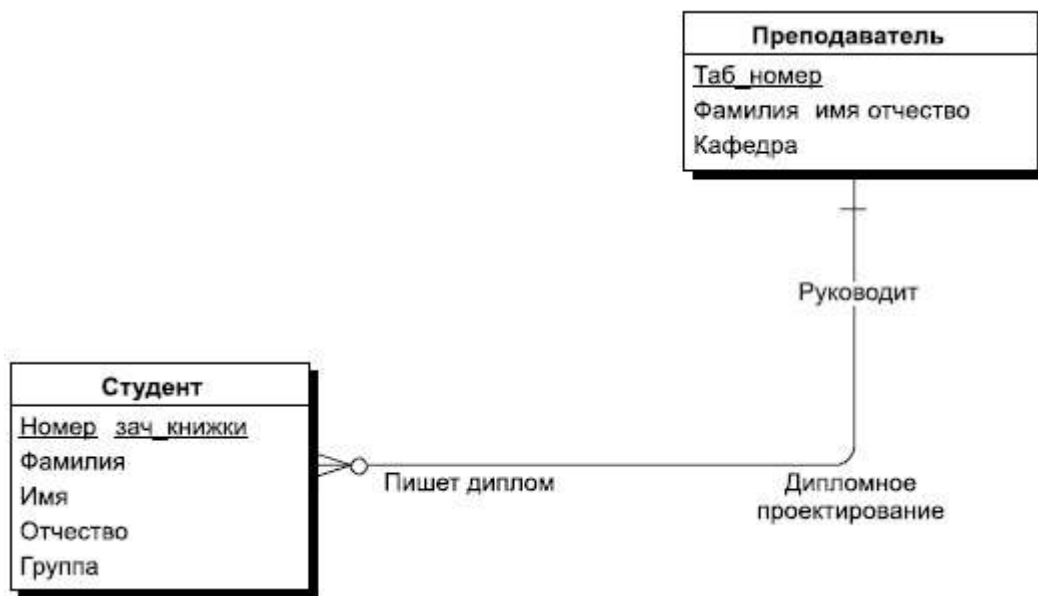 Преподаватель
Таб_номер
Фамилия имя отчество
Кафедра
Руководит
Студент
Номер зач_книжки
Фамилия
Имя
Отчество
Группа
Пишет диплом
Дипломное
проектирование